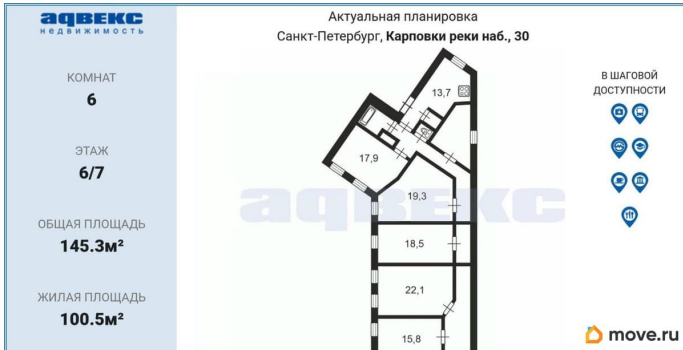 адвекс
НЕДВИЖИМОСТЬ
КОМНАТ
6
ЭТАЖ
6/7
ОБЩАЯ ПЛОЩАДЬ
145.3м²
ЖИЛАЯ ПЛОЩАДЬ
100.5м²
Актуальная планировка
Санкт-Петербург, Карповки реки наб., 30
13,7
17,9
19,3
адвекс
18,5
22,1
15,8
В ШАГОВОЙ
ДОСТУПНОСТИ
move.ru